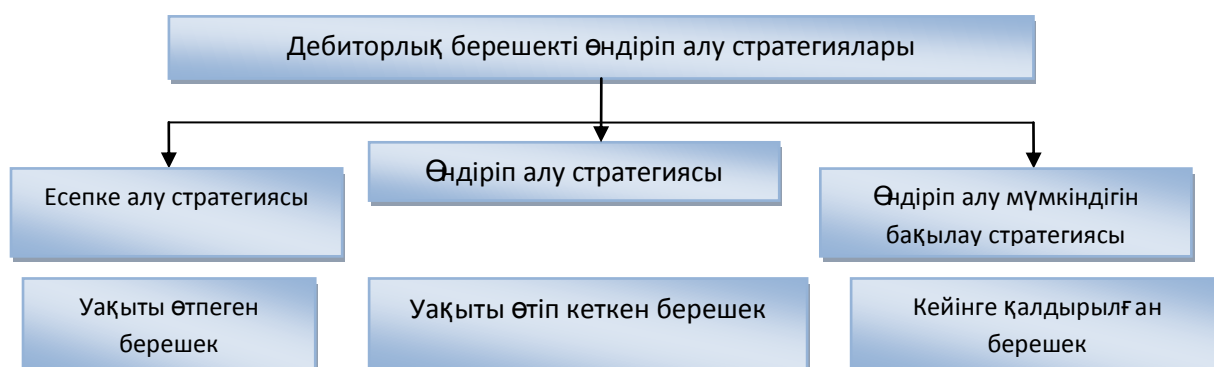 Дебиторлық берешекті өндіріп алу стратегиялары
Есепке алу стратегиясы
Өндіріп алу стратегиясы
Өндіріп алу мүмкіндігін
бақылау стратегиясы
Уақыты өтпеген
берешек
Уақыты өтіп кеткен берешек
Кейінге қалдырылған
берешек